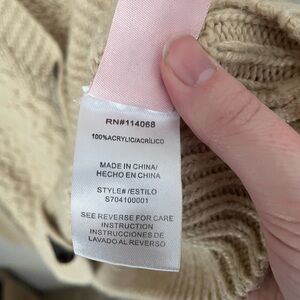 RN#114068
100%ACRYLIC/ACRÍLICO
MADE IN CHINA/
HECHO EN CHINA
STYLE# /ESTILO
S704100001
SEE REVERSE FOR CARE
INSTRUCTION
INSTRUCCIONES DE
LAVADO AL REVERSO